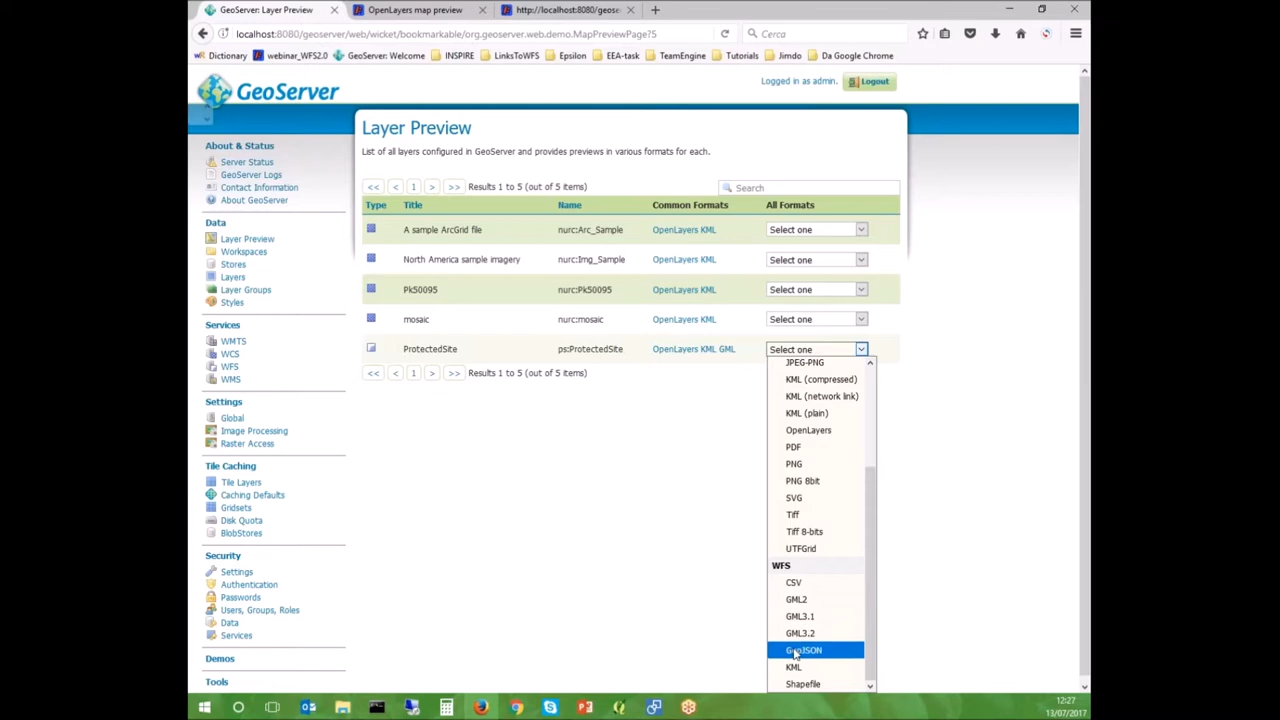 GeoServer: Layer Preview
OpenLayers map preview
http://localhost:8080/geose...
localhost:8080/geoserver/web/wicket/bookmarkable/org.geoserver.web.demo.MapPreviewPage?5
Cerca
Dictionary
webinar_WFS2.0
GeoServer: Welcome
INSPIRE
LinksToWFS
Epsilon
EEA-task
TeamEngine
Tutorials
Jimdo
Da Google Chrome
GeoServer
Logged in as admin.
Logout
About & Status
Server Status
GeoServer Logs
Contact Information
About GeoServer
Data
Layer Preview
Workspaces
Stores
Layers
Layer Groups
Styles
Services
WMTS
WCS
WFS
WMS
Settings
Global
Image Processing
Raster Access
Tile Caching
Tile Layers
Caching Defaults
Gridsets
Disk Quota
BlobStores
Security
Settings
Authentication
Passwords
Users, Groups, Roles
Data
Services
Demos
Tools
Layer Preview
List of all layers configured in GeoServer and provides previews in various formats for each.
<< < 1 > >> Results 1 to 5 (out of 5 items)
Search
Type Title Name Common Formats All Formats
A sample ArcGrid file nurc:Arc_Sample OpenLayers KML Select one
North America sample imagery nurc:Img_Sample OpenLayers KML Select one
Pk50095 nurc:Pk50095 OpenLayers KML Select one
mosaic nurc:mosaic OpenLayers KML Select one
ProtectedSite ps:ProtectedSite OpenLayers KML GML Select one
<< < 1 > >> Results 1 to 5 (out of 5 items)
JPEG-PNG
KML (compressed)
KML (network link)
KML (plain)
OpenLayers
PDF
PNG
PNG 8bit
SVG
Tiff
Tiff 8-bits
UTFGrid
WFS
CSV
GML2
GML3.1
GML3.2
GeoJSON
KML
Shapefile
12:27
13/07/2017